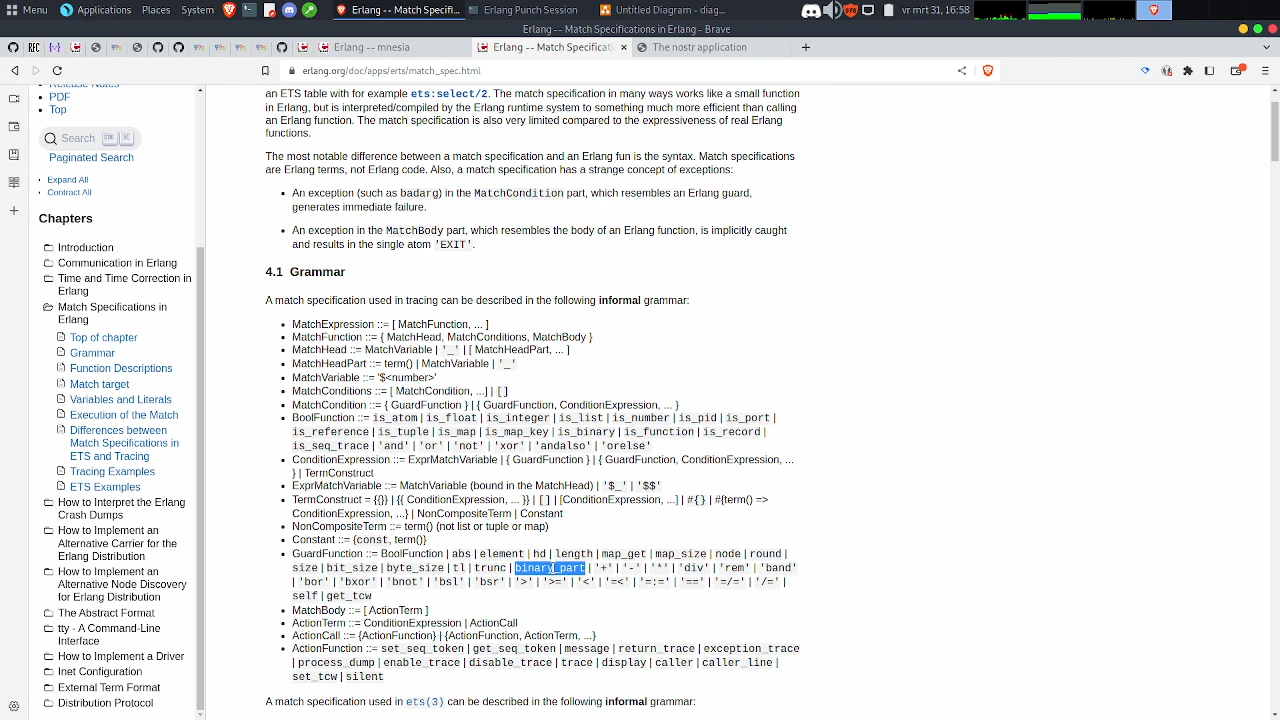 Menu Applications Places System Erlang -- Match Specifi... Erlang Punch Session Untitled Diagram - diag... 978 vr mrt 31, 16:58
Erlang -- Match Specifications in Erlang - Brave
Erlang -- mnesia Erlang -- Match Specificati × The nostr application +
erlang.org/doc/apps/erts/match_spec.html
Release Notes
PDF
Top
Search Ctrl K
Paginated Search
Expand All
Contract All
Chapters
Introduction
Communication in Erlang
Time and Time Correction in
Erlang
Match Specifications in
Erlang
Top of chapter
Grammar
Function Descriptions
Match target
Variables and Literals
Execution of the Match
Differences between
Match Specifications in
ETS and Tracing
Tracing Examples
ETS Examples
How to Interpret the Erlang
Crash Dumps
How to Implement an
Alternative Carrier for the
Erlang Distribution
How to Implement an
Alternative Node Discovery
for Erlang Distribution
The Abstract Format
tty - A Command-Line
Interface
How to Implement a Driver
Inet Configuration
External Term Format
Distribution Protocol
an ETS table with for example ets:select/2. The match specification in many ways works like a small function
in Erlang, but is interpreted/compiled by the Erlang runtime system to something much more efficient than calling
an Erlang function. The match specification is also very limited compared to the expressiveness of real Erlang
functions.
The most notable difference between a match specification and an Erlang fun is the syntax. Match specifications
are Erlang terms, not Erlang code. Also, a match specification has a strange concept of exceptions:
• An exception (such as badarg) in the MatchCondition part, which resembles an Erlang guard,
generates immediate failure.
• An exception in the MatchBody part, which resembles the body of an Erlang function, is implicitly caught
and results in the single atom 'EXIT'.
4.1 Grammar
A match specification used in tracing can be described in the following informal grammar:
• MatchExpression ::= [ MatchFunction, ... ]
• MatchFunction ::= { MatchHead, MatchConditions, MatchBody }
• MatchHead ::= MatchVariable | '_' | [ MatchHeadPart, ... ]
• MatchHeadPart ::= term() | MatchVariable | '_'
• MatchVariable ::= '$<number>'
• MatchConditions ::= [ MatchCondition, ...] | []
• MatchCondition ::= { GuardFunction } | { GuardFunction, ConditionExpression, ... }
• BoolFunction ::= is_atom | is_float | is_integer | is_list | is_number | is_pid | is_port |
is_reference | is_tuple | is_map | is_map_key | is_binary | is_function | is_record |
is_seq_trace | 'and' | 'or' | 'not' | 'xor' | 'andalso' | 'orelse'
• ConditionExpression ::= ExprMatchVariable | { GuardFunction } | { GuardFunction, ConditionExpression, ...
} | TermConstruct
• ExprMatchVariable ::= MatchVariable (bound in the MatchHead) | '$_' | '$$'
• TermConstruct = {{}} | {{ ConditionExpression, ... }} | [] | [ConditionExpression, ...] | #{} | #{term() =>
ConditionExpression, ...} | NonCompositeTerm | Constant
• NonCompositeTerm ::= term() (not list or tuple or map)
• Constant ::= {const, term()}
• GuardFunction ::= BoolFunction | abs | element | hd | length | map_get | map_size | node | round |
size | bit_size | byte_size | tl | trunc | binary_part | '+' | '-' | '*' | 'div' | 'rem' | 'band'
| 'bor' | 'bxor' | 'bnot' | 'bsl' | 'bsr' | '>' | '>=' | '<' | '=<' | '=:=' | '==' | '=/=' | '/=' |
self | get_tcw
• MatchBody ::= [ ActionTerm ]
• ActionTerm ::= ConditionExpression | ActionCall
• ActionCall ::= {ActionFunction} | {ActionFunction, ActionTerm, ...}
• ActionFunction ::= set_seq_token | get_seq_token | message | return_trace | exception_trace
| process_dump | enable_trace | disable_trace | trace | display | caller | caller_line |
set_tcw | silent
A match specification used in ets(3) can be described in the following informal grammar: